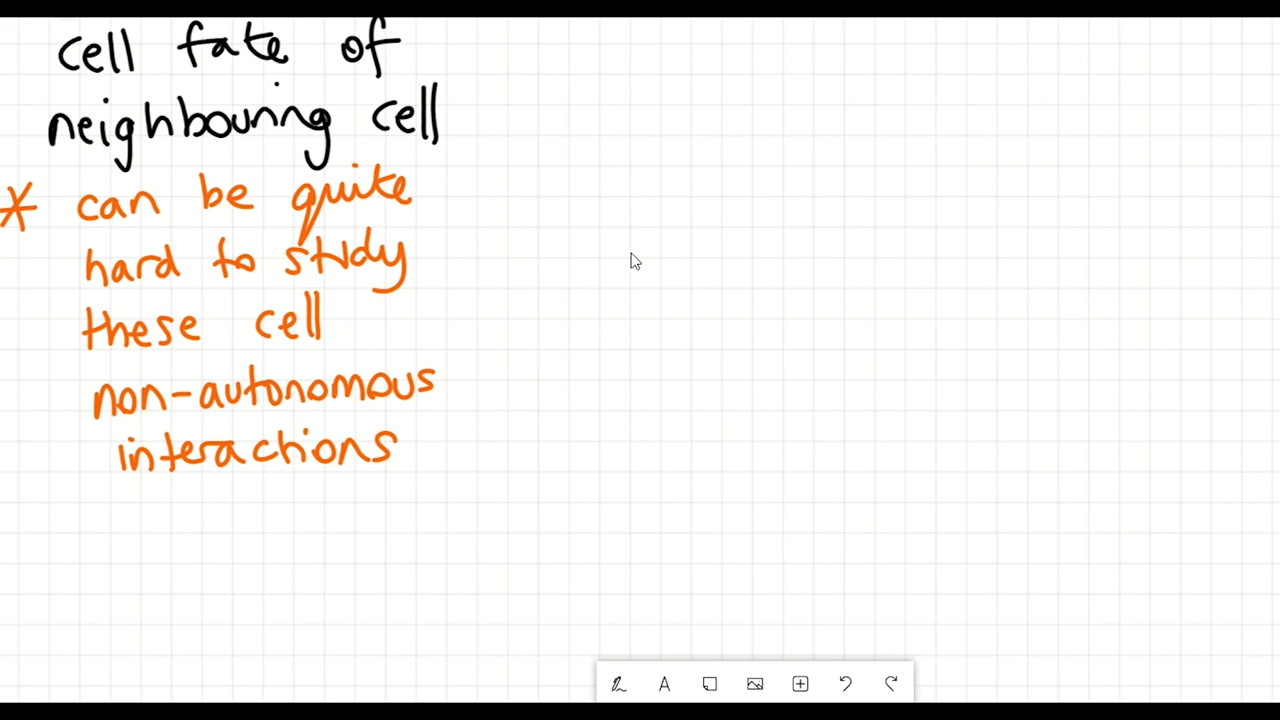 cell fate of
neighbouring cell
* can be quite
hard to study
these cell
non-autonomous
interactions